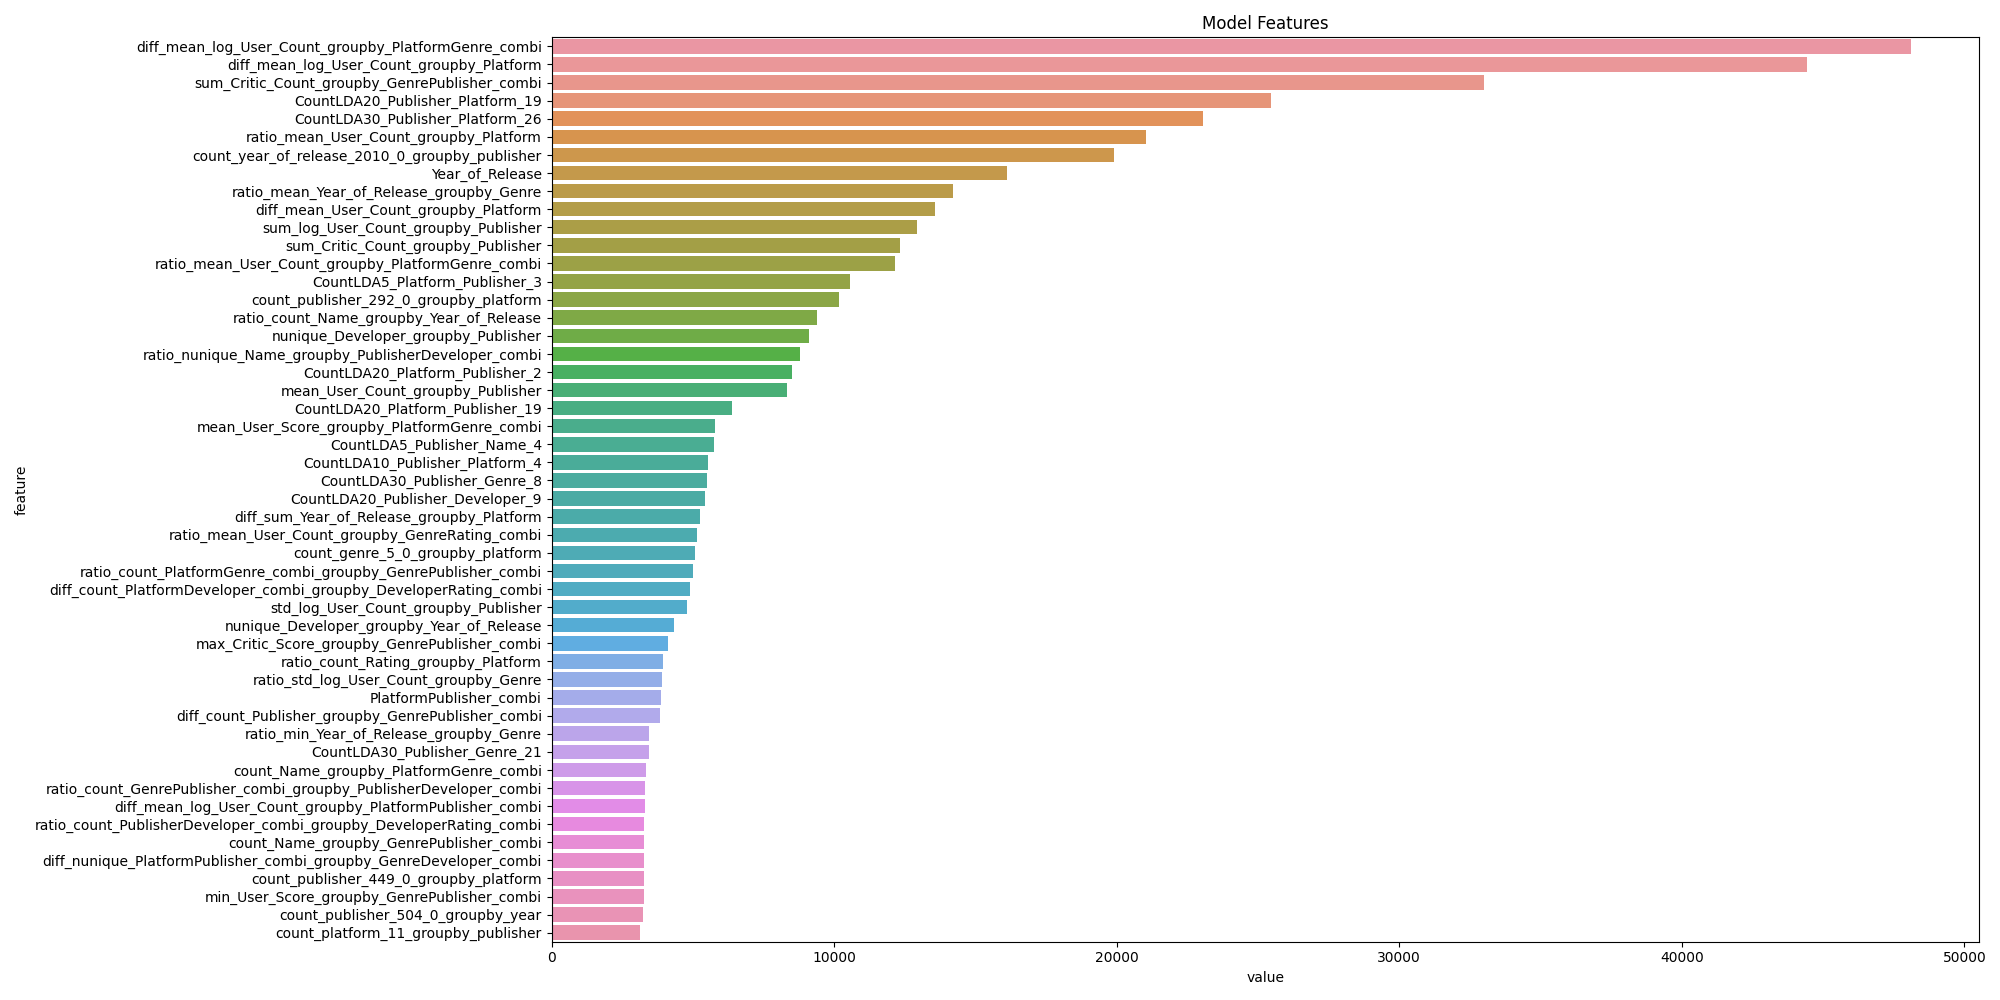 Model Features
diff_mean_log_User_Count_groupby_PlatformGenre_combi
diff_mean_log_User_Count_groupby_Platform
sum_Critic_Count_groupby_GenrePublisher_combi
CountLDA20_Publisher_Platform_19
CountLDA30_Publisher_Platform_26
ratio_mean_User_Count_groupby_Platform
count_year_of_release_2010_0_groupby_publisher
Year_of_Release
ratio_mean_Year_of_Release_groupby_Genre
diff_mean_User_Count_groupby_Platform
sum_log_User_Count_groupby_Publisher
sum_Critic_Count_groupby_Publisher
ratio_mean_User_Count_groupby_PlatformGenre_combi
CountLDA5_Platform_Publisher_3
count_publisher_292_0_groupby_platform
ratio_count_Name_groupby_Year_of_Release
nunique_Developer_groupby_Publisher
ratio_nunique_Name_groupby_PublisherDeveloper_combi
CountLDA20_Platform_Publisher_2
mean_User_Count_groupby_Publisher
CountLDA20_Platform_Publisher_19
mean_User_Score_groupby_PlatformGenre_combi
CountLDA5_Publisher_Name_4
CountLDA10_Publisher_Platform_4
CountLDA30_Publisher_Genre_8
CountLDA20_Publisher_Developer_9
diff_sum_Year_of_Release_groupby_Platform
ratio_mean_User_Count_groupby_GenreRating_combi
count_genre_5_0_groupby_platform
ratio_count_PlatformGenre_combi_groupby_GenrePublisher_combi
diff_count_PlatformDeveloper_combi_groupby_DeveloperRating_combi
std_log_User_Count_groupby_Publisher
nunique_Developer_groupby_Year_of_Release
max_Critic_Score_groupby_GenrePublisher_combi
ratio_count_Rating_groupby_Platform
ratio_std_log_User_Count_groupby_Genre
PlatformPublisher_combi
diff_count_Publisher_groupby_GenrePublisher_combi
ratio_min_Year_of_Release_groupby_Genre
CountLDA30_Publisher_Genre_21
count_Name_groupby_PlatformGenre_combi
ratio_count_GenrePublisher_combi_groupby_PublisherDeveloper_combi
diff_mean_log_User_Count_groupby_PlatformPublisher_combi
ratio_count_PublisherDeveloper_combi_groupby_DeveloperRating_combi
count_Name_groupby_GenrePublisher_combi
diff_nunique_PlatformPublisher_combi_groupby_GenreDeveloper_combi
count_publisher_449_0_groupby_platform
min_User_Score_groupby_GenrePublisher_combi
count_publisher_504_0_groupby_year
count_platform_11_groupby_publisher
feature
0 10000 20000 30000 40000 50000
value